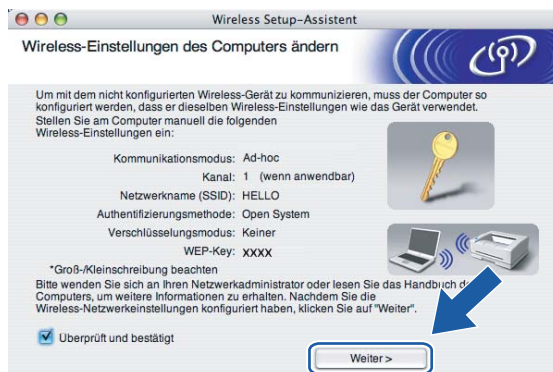 Wireless Setup-Assistent
Wireless-Einstellungen des Computers ändern
Um mit dem nicht konfigurierten Wireless-Gerät zu kommunizieren, muss der Computer so
konfiguriert werden, dass er dieselben Wireless-Einstellungen wie das Gerät verwendet.
Stellen Sie am Computer manuell die folgenden
Wireless-Einstellungen ein:
Kommunikationsmodus: Ad-hoc
Kanal: 1 (wenn anwendbar)
Netzwerkname (SSID): HELLO
Authentifizierungsmethode: Open System
Verschlüsselungsmodus: Keiner
WEP-Key: XXXX
*Groß-/Kleinschreibung beachten
Bitte wenden Sie sich an Ihren Netzwerkadministrator oder lesen Sie das Handbuch
Computers, um weitere Informationen zu erhalten. Nachdem Sie die
Wireless-Netzwerkeinstellungen konfiguriert haben, klicken Sie auf "Weiter".
Überprüft und bestätigt
Weiter >